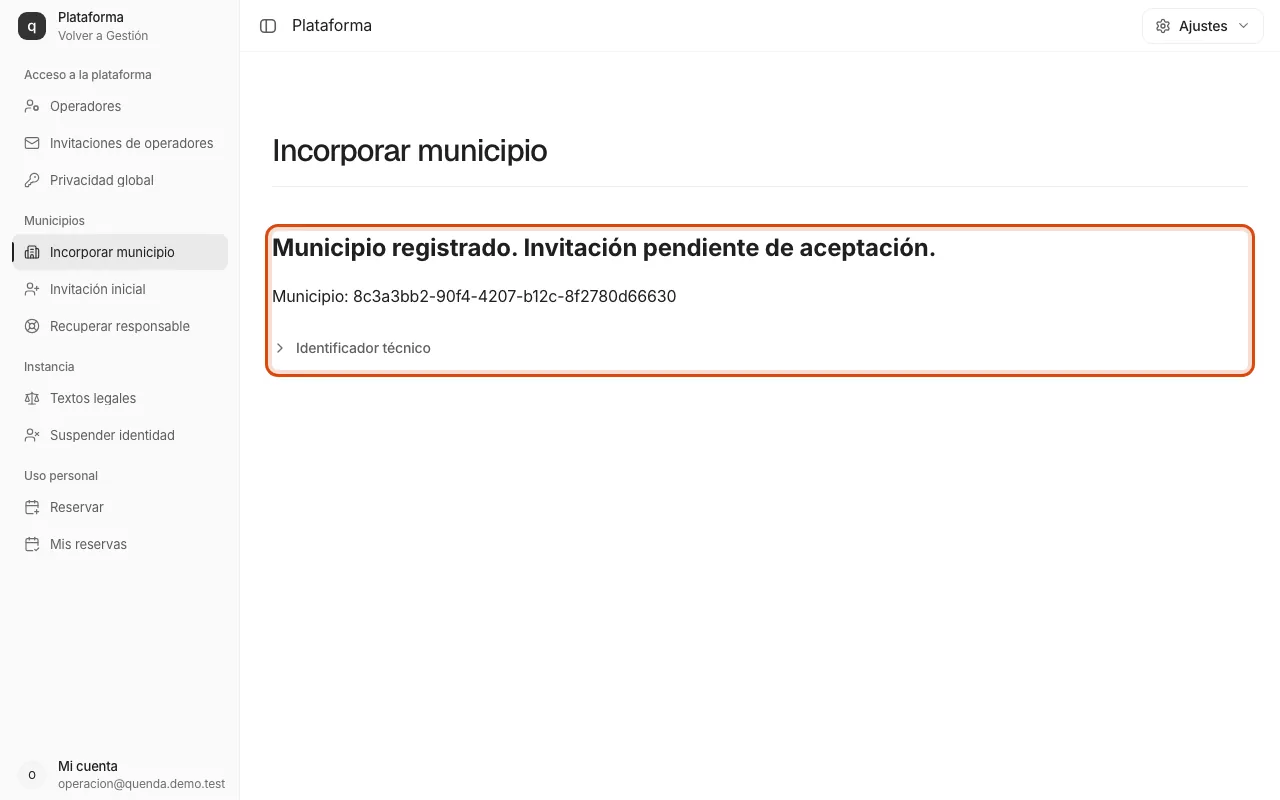 q
Plataforma
Volver a Gestión
Acceso a la plataforma
Operadores
Invitaciones de operadores
Privacidad global
Municipios
Incorporar municipio
Invitación inicial
Recuperar responsable
Instancia
Textos legales
Suspender identidad
Uso personal
Reservar
Mis reservas
O
Mi cuenta
operacion@quenda.demo.test
Plataforma
Ajustes
Incorporar municipio
Municipio registrado. Invitación pendiente de aceptación.
Municipio: 8c3a3bb2-90f4-4207-b12c-8f2780d66630
Identificador técnico